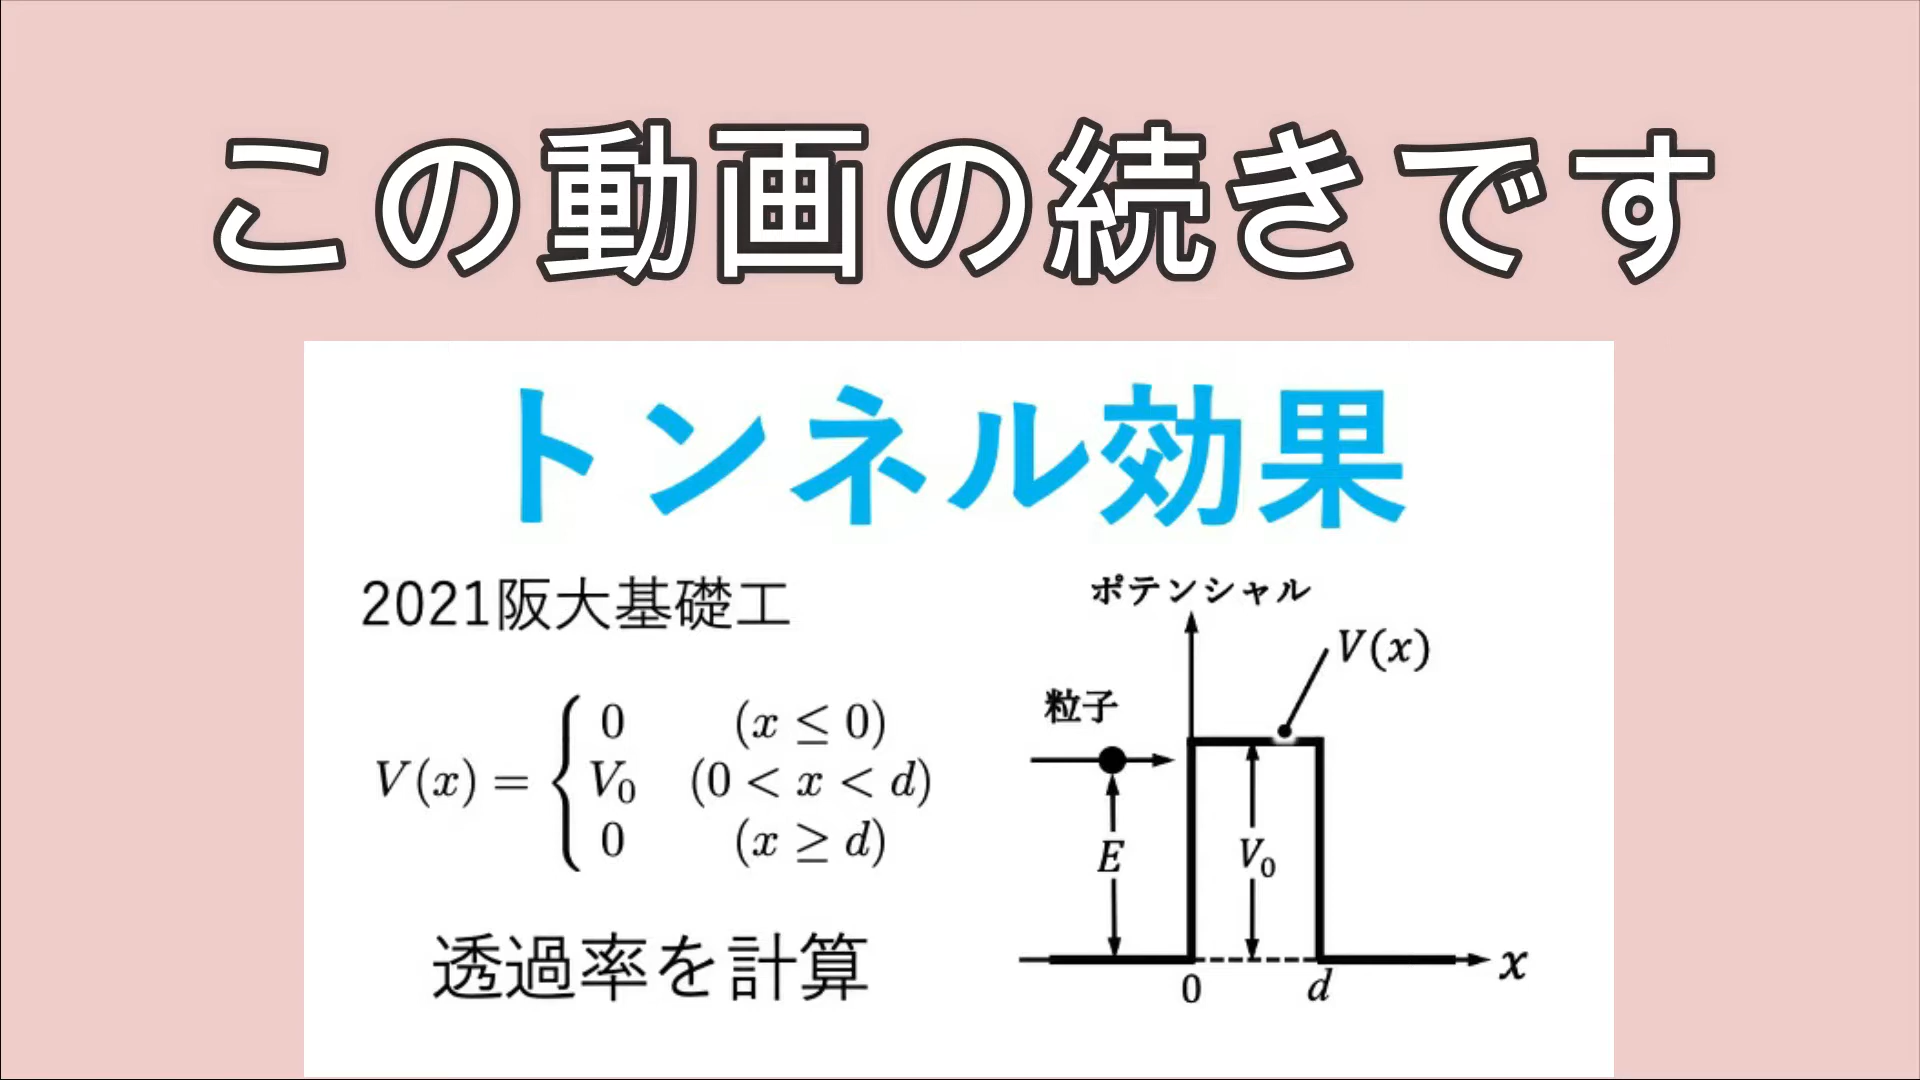 この動画の続きです
トンネル効果
2021阪大基礎工
V(x) = { 0 (x ≤ 0)
V₀ (0 < x < d)
0 (x ≥ d)
透過率を計算
ポテンシャル
V(x)
粒子
E
V₀
0
d
x